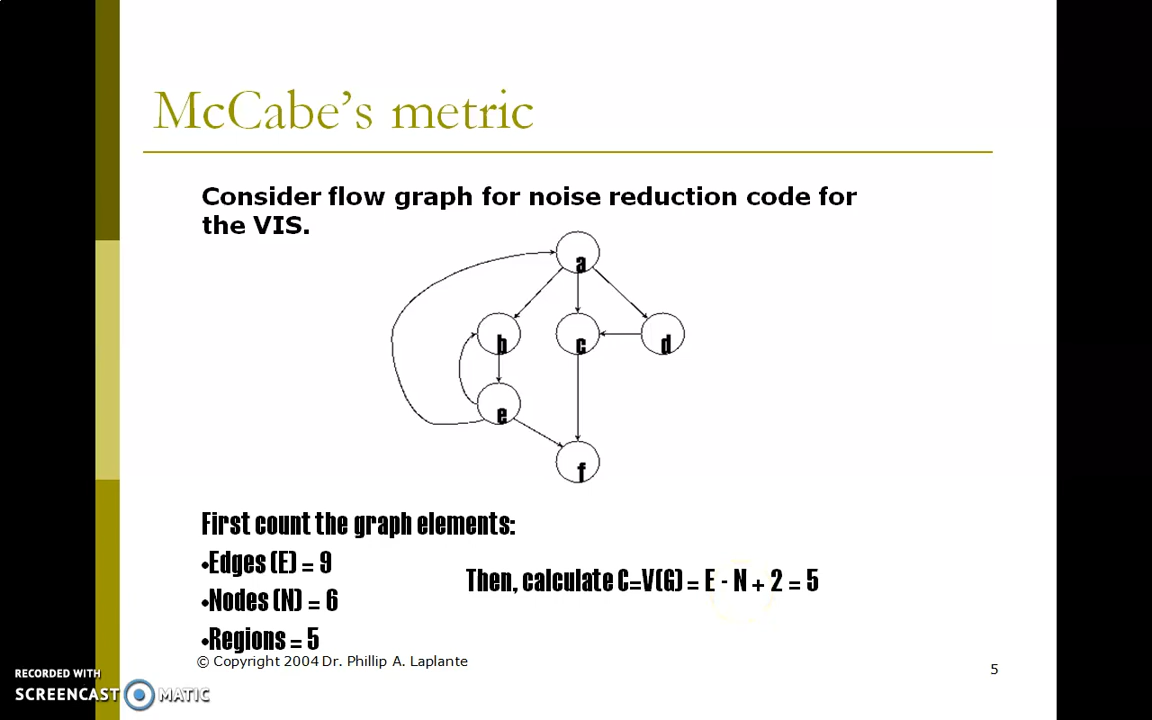 McCabe's metric
Consider flow graph for noise reduction code for
the VIS.
a
b
c
d
e
f
First count the graph elements:
•Edges (E) = 9
•Nodes (N) = 6
•Regions = 5
Then, calculate C=V(G) = E - N + 2 = 5
© Copyright 2004 Dr. Phillip A. Laplante
5
RECORDED WITH
SCREENCAST MATIC